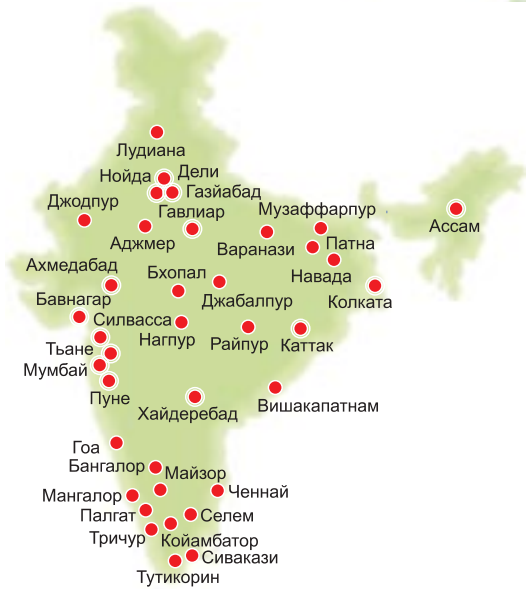 Лудиана
Нойда
Дели
Газйабад
Джодпур
Гавлиар
Музаффарпур
Ассам
Аджмер
Варанази
Патна
Навада
Ахмедабад
Бхопал
Джабалпур
Колката
Бавнагар
Силвасса
Нагпур
Райпур
Каттак
Тьане
Мумбай
Пуне
Хайдеребад
Вишакапатнам
Гоа
Бангалор
Майзор
Мангалор
Ченнай
Палгат
Селем
Тричур
Койамбатор
Сивакази
Тутикорин